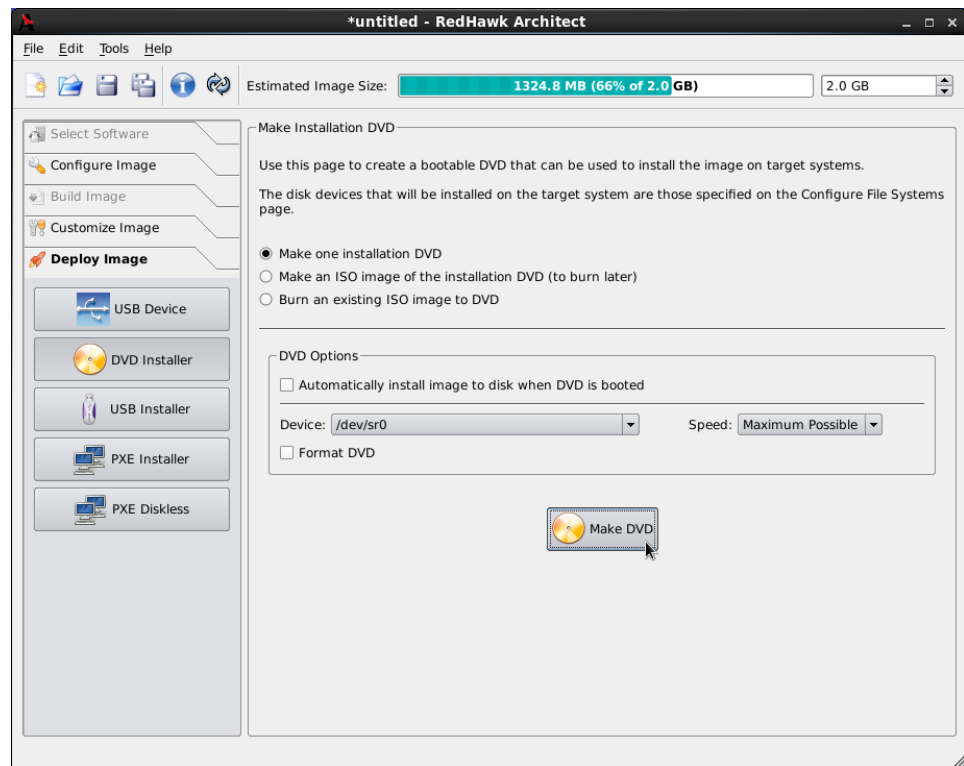 *untitled - RedHawk Architect
File Edit Tools Help
Estimated Image Size: 1324.8 MB (66% of 2.0 GB) 2.0 GB
Select Software
Configure Image
Build Image
Customize Image
Deploy Image
USB Device
DVD Installer
USB Installer
PXE Installer
PXE Diskless
Make Installation DVD
Use this page to create a bootable DVD that can be used to install the image on target systems.
The disk devices that will be installed on the target system are those specified on the Configure File Systems
page.
Make one installation DVD
Make an ISO image of the installation DVD (to burn later)
Burn an existing ISO image to DVD
DVD Options
Automatically install image to disk when DVD is booted
Device: /dev/sr0 Speed: Maximum Possible
Format DVD
Make DVD